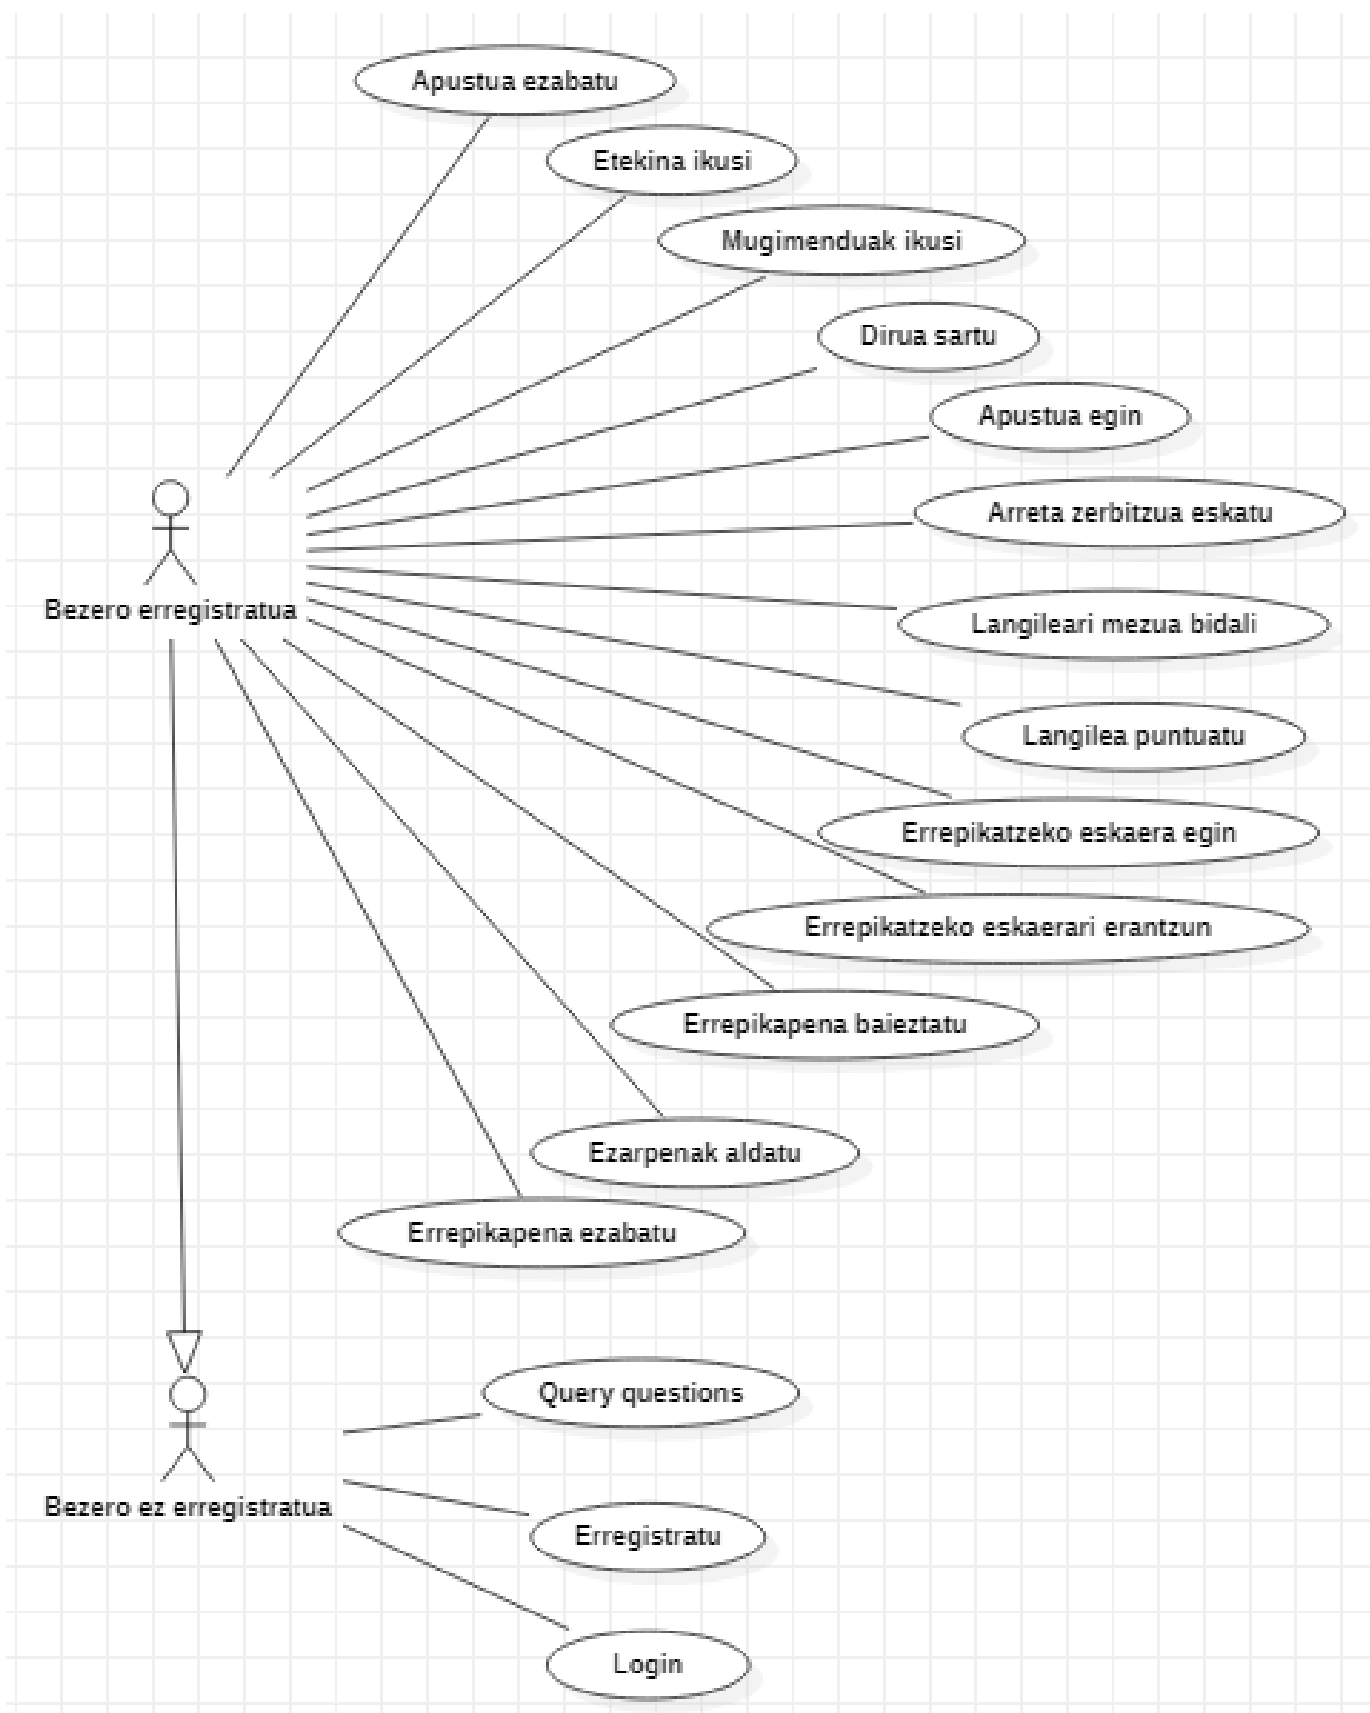 Apustua ezabatu
Etekina ikusi
Mugimenduak ikusi
Dirua sartu
Apustua egin
Arreta zerbitzua eskatu
Bezero erregistratua
Langileari mezua bidali
Langilea puntuatu
Errepikatzeko eskaera egin
Errepikatzeko eskaerari erantzun
Errepikapena baieztatu
Ezarpenak aldatu
Errepikapena ezabatu
Query questions
Bezero ez erregistratua
Erregistratu
Login